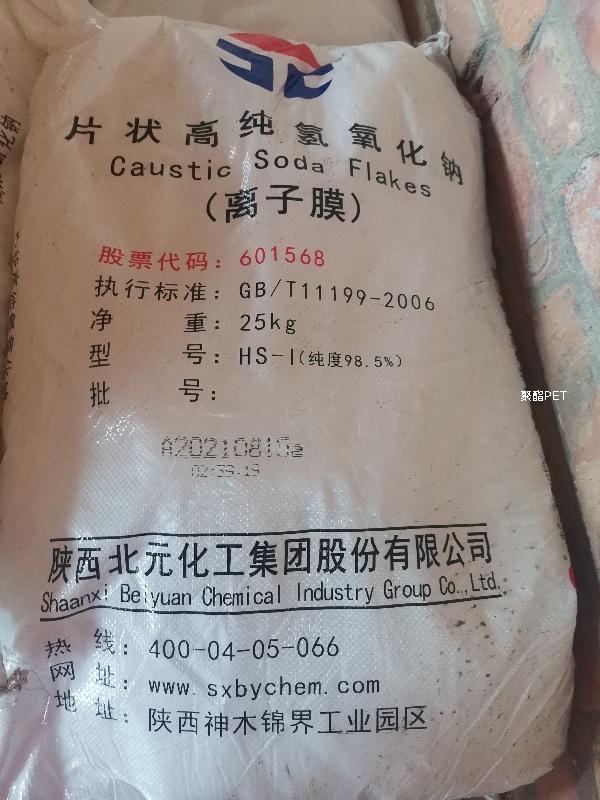 片状高纯氢氧化钠
Caustic Soda Flakes
(离子膜)
股票代码：601568
执行标准：GB/T11199-2006
净 重：25kg
型 号：HS-I(纯度98.5%)
批 号：
A20210815a
02:39:19
聚酯PET
陕西北元化工集团股份有限公司
Shaanxi Beiyuan Chemical Industry Group Co.,Ltd.
热 线：400-04-05-066
网 址：www.sxbychem.com
地 址：陕西神木锦界工业园区